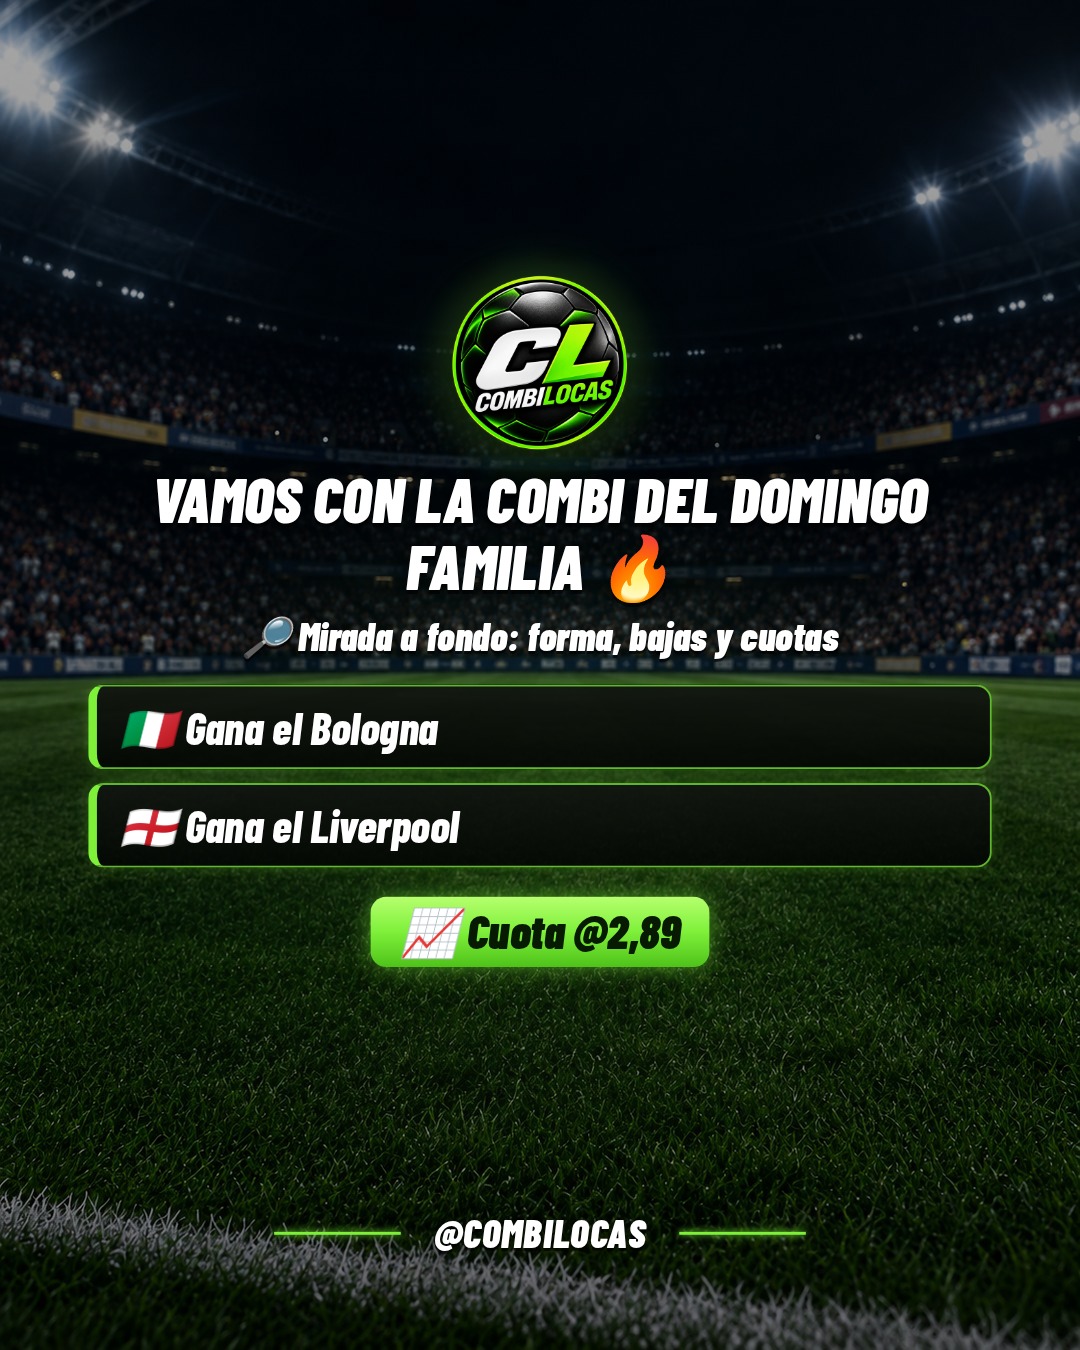 CL
COMBILOCAS
VAMOS CON LA COMBI DEL DOMINGO
FAMILIA 🔥
🔎 Mirada a fondo: forma, bajas y cuotas
🇮🇹 Gana el Bologna
🏴󠁧󠁢󠁥󠁮󠁧󠁿 Gana el Liverpool
📈 Cuota @2,89
@COMBILOCAS